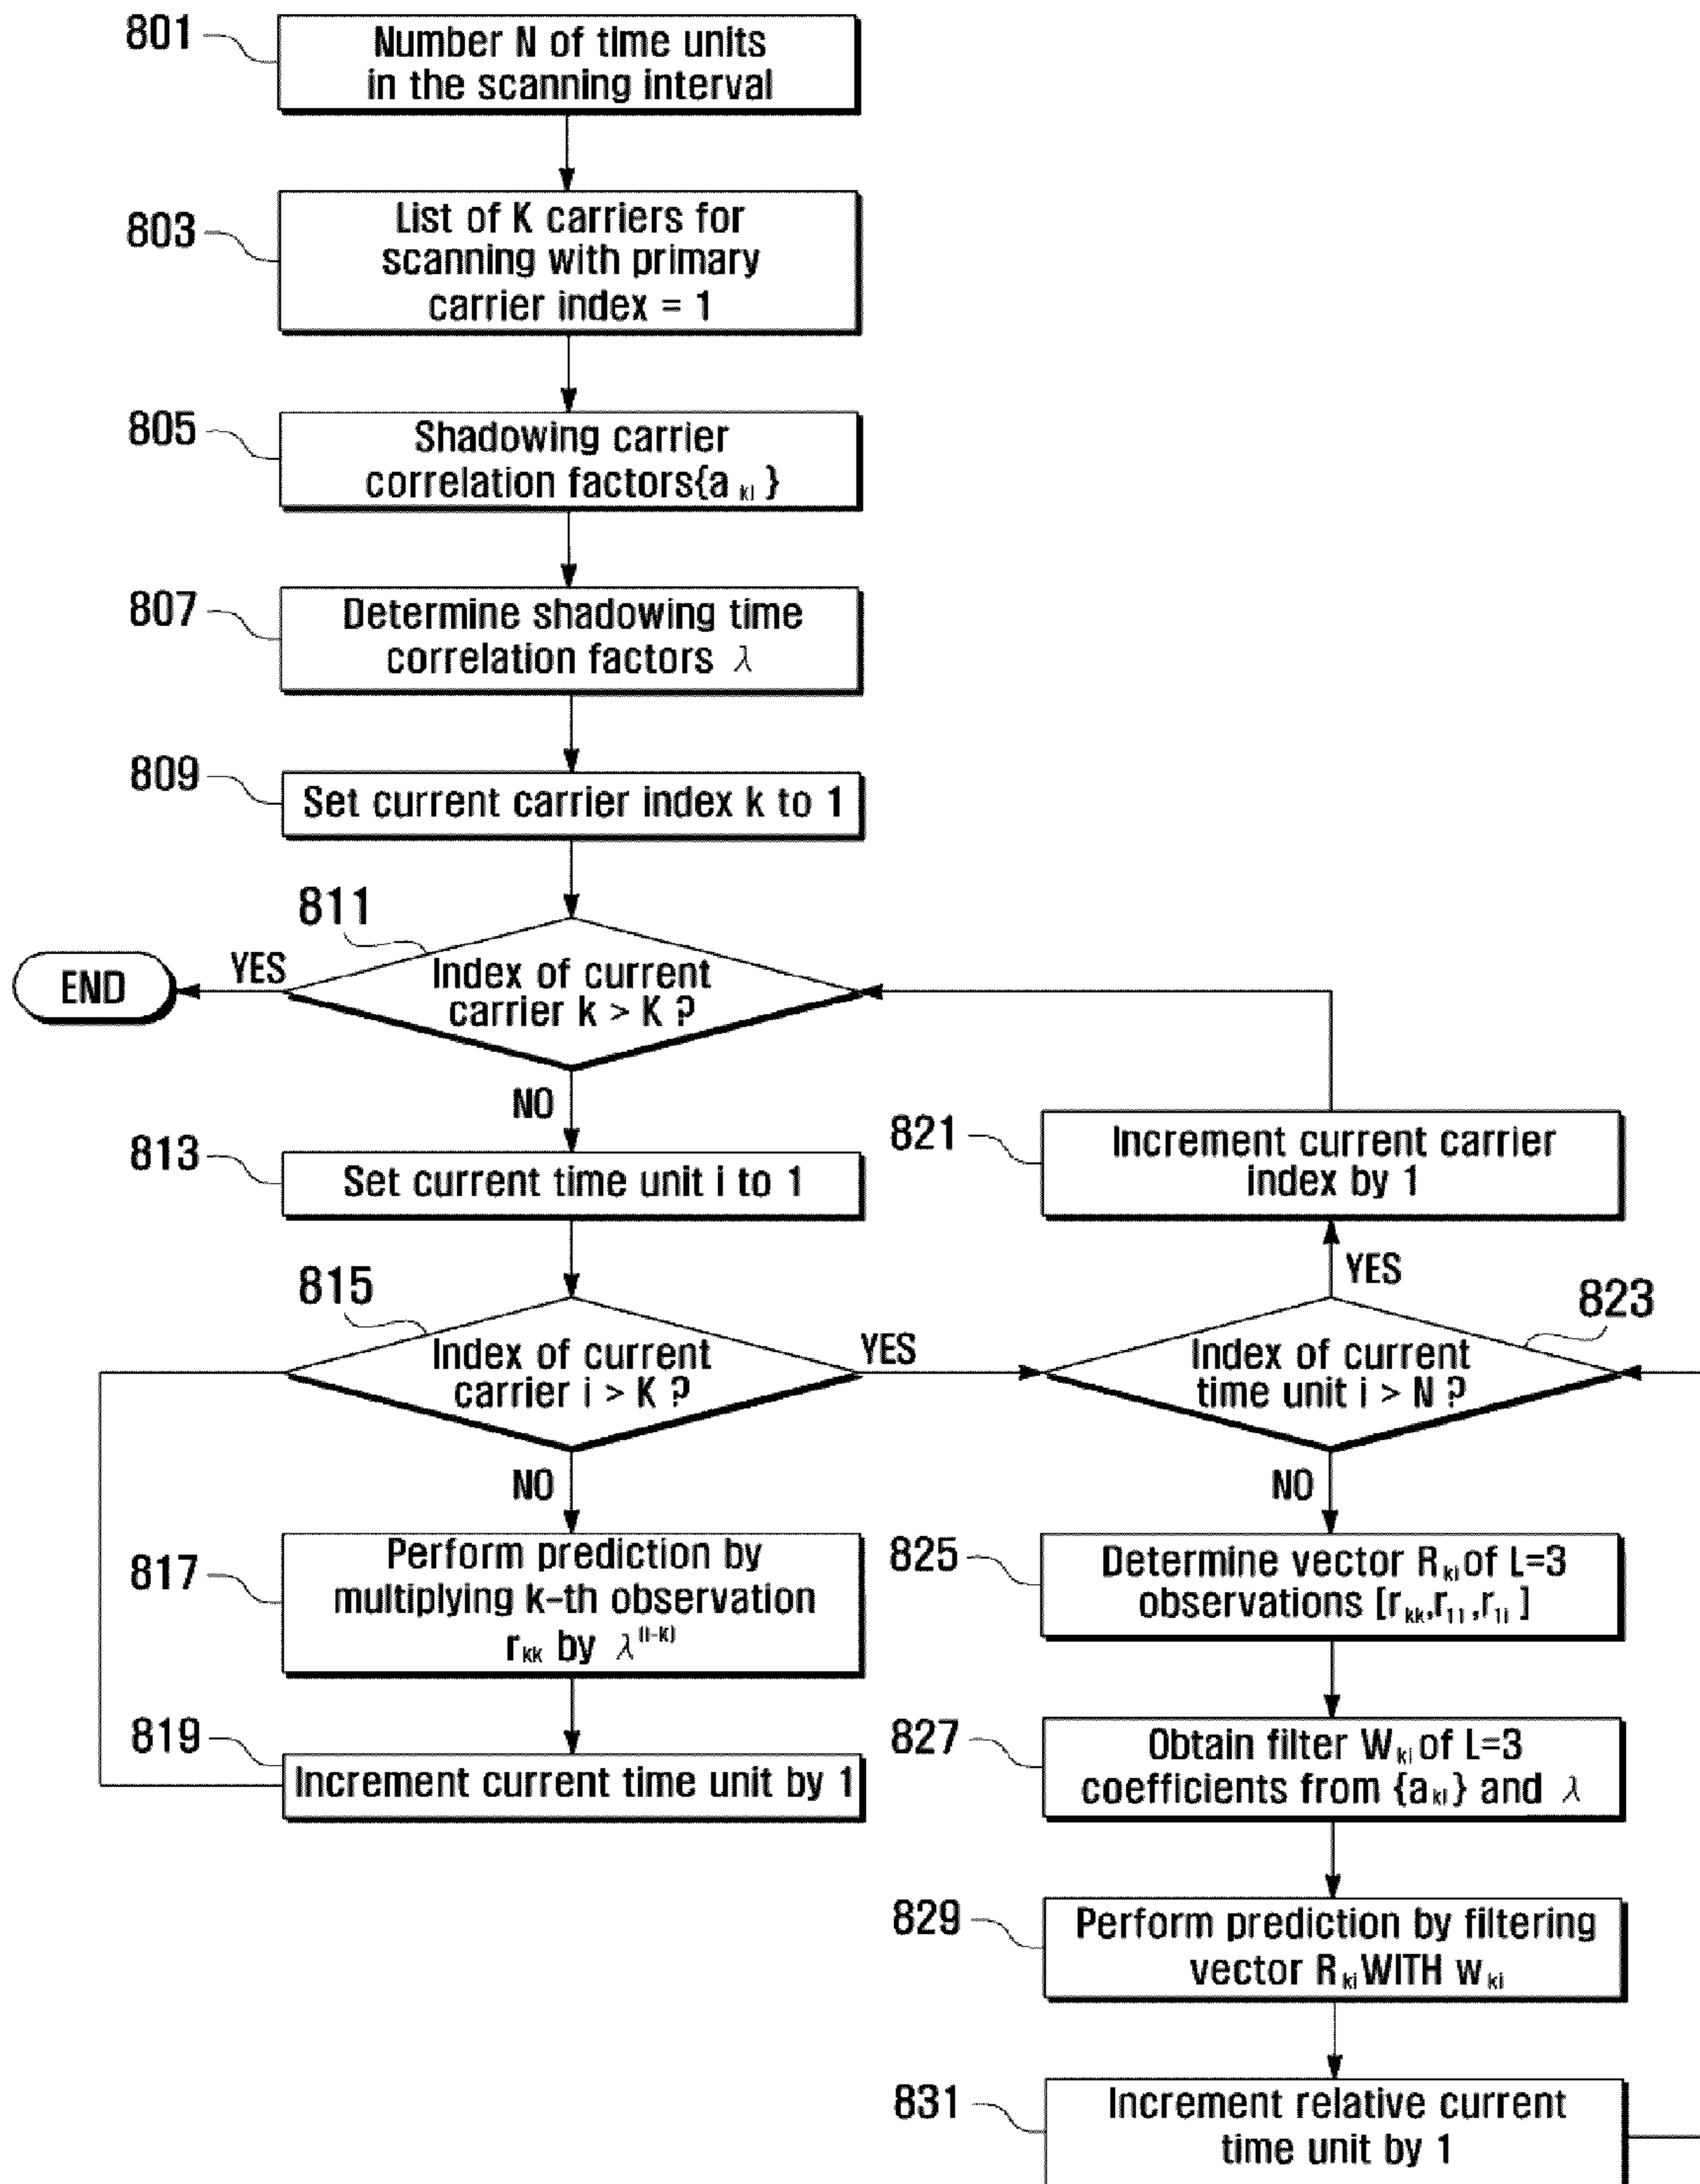 801
Number N of time units
in the scanning interval
803
List of K carriers for
scanning with primary
carrier index = 1
805
Shadowing carrier
correlation factors{a ki }
807
Determine shadowing time
correlation factors λ
809
Set current carrier index k to 1
811
Index of current
carrier k > K ?
YES
END
NO
813
Set current time unit i to 1
815
Index of current
carrier i > K ?
YES
NO
817
Perform prediction by
multiplying k-th observation
rkk by λ(i-k)
819
Increment current time unit by 1
821
Increment current carrier
index by 1
YES
823
Index of current
time unit i > N ?
NO
825
Determine vector Rki of L=3
observations [rkk,r11,r1i ]
827
Obtain filter Wki of L=3
coefficients from {aki} and λ
829
Perform prediction by filtering
vector Rki WITH wki
831
Increment relative current
time unit by 1